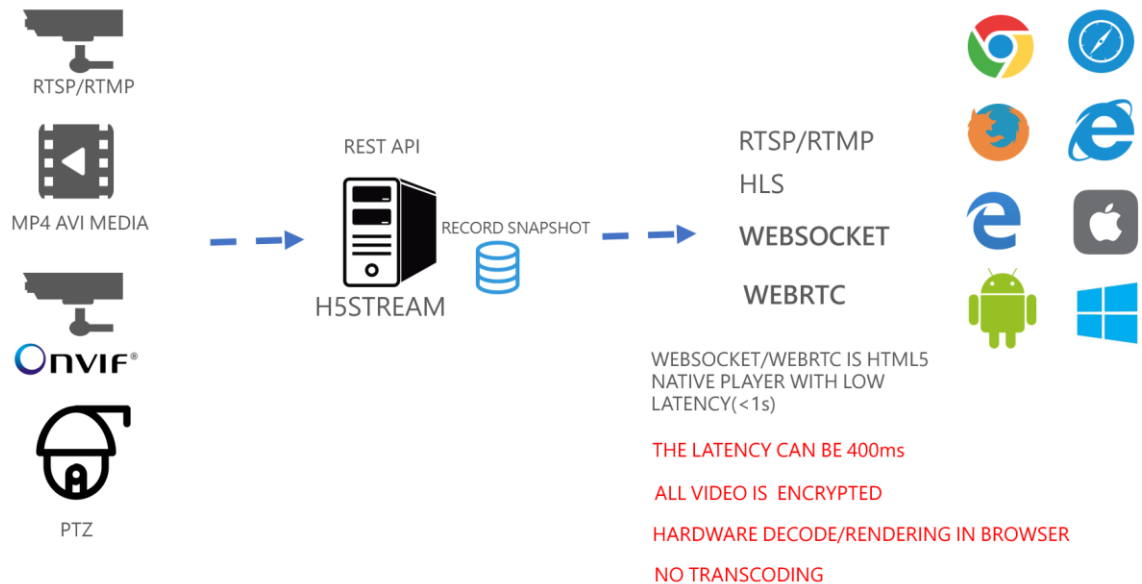 RTSP/RTMP
MP4 AVI MEDIA
ONVIF®
PTZ
REST API
RECORD SNAPSHOT
H5STREAM
RTSP/RTMP
HLS
WEBSOCKET
WEBRTC
WEBSOCKET/WEBRTC IS HTML5
NATIVE PLAYER WITH LOW
LATENCY(<1s)
THE LATENCY CAN BE 400ms
ALL VIDEO IS ENCRYPTED
HARDWARE DECODE/RENDERING IN BROWSER
NO TRANSCODING